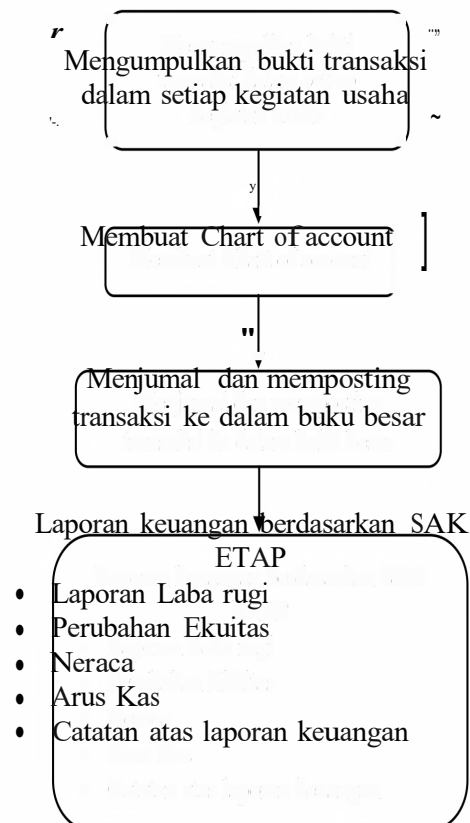 Mengumpulkan bukti transaksi
dalam setiap kegiatan usaha
y
Membuat Chart of account ]
"
Menjumal dan memposting
transaksi ke dalam buku besar
Laporan keuangan berdasarkan SAK
ETAP
• Laporan Laba rugi
• Perubahan Ekuitas
• Neraca
• Arus Kas
• Catatan atas laporan keuangan